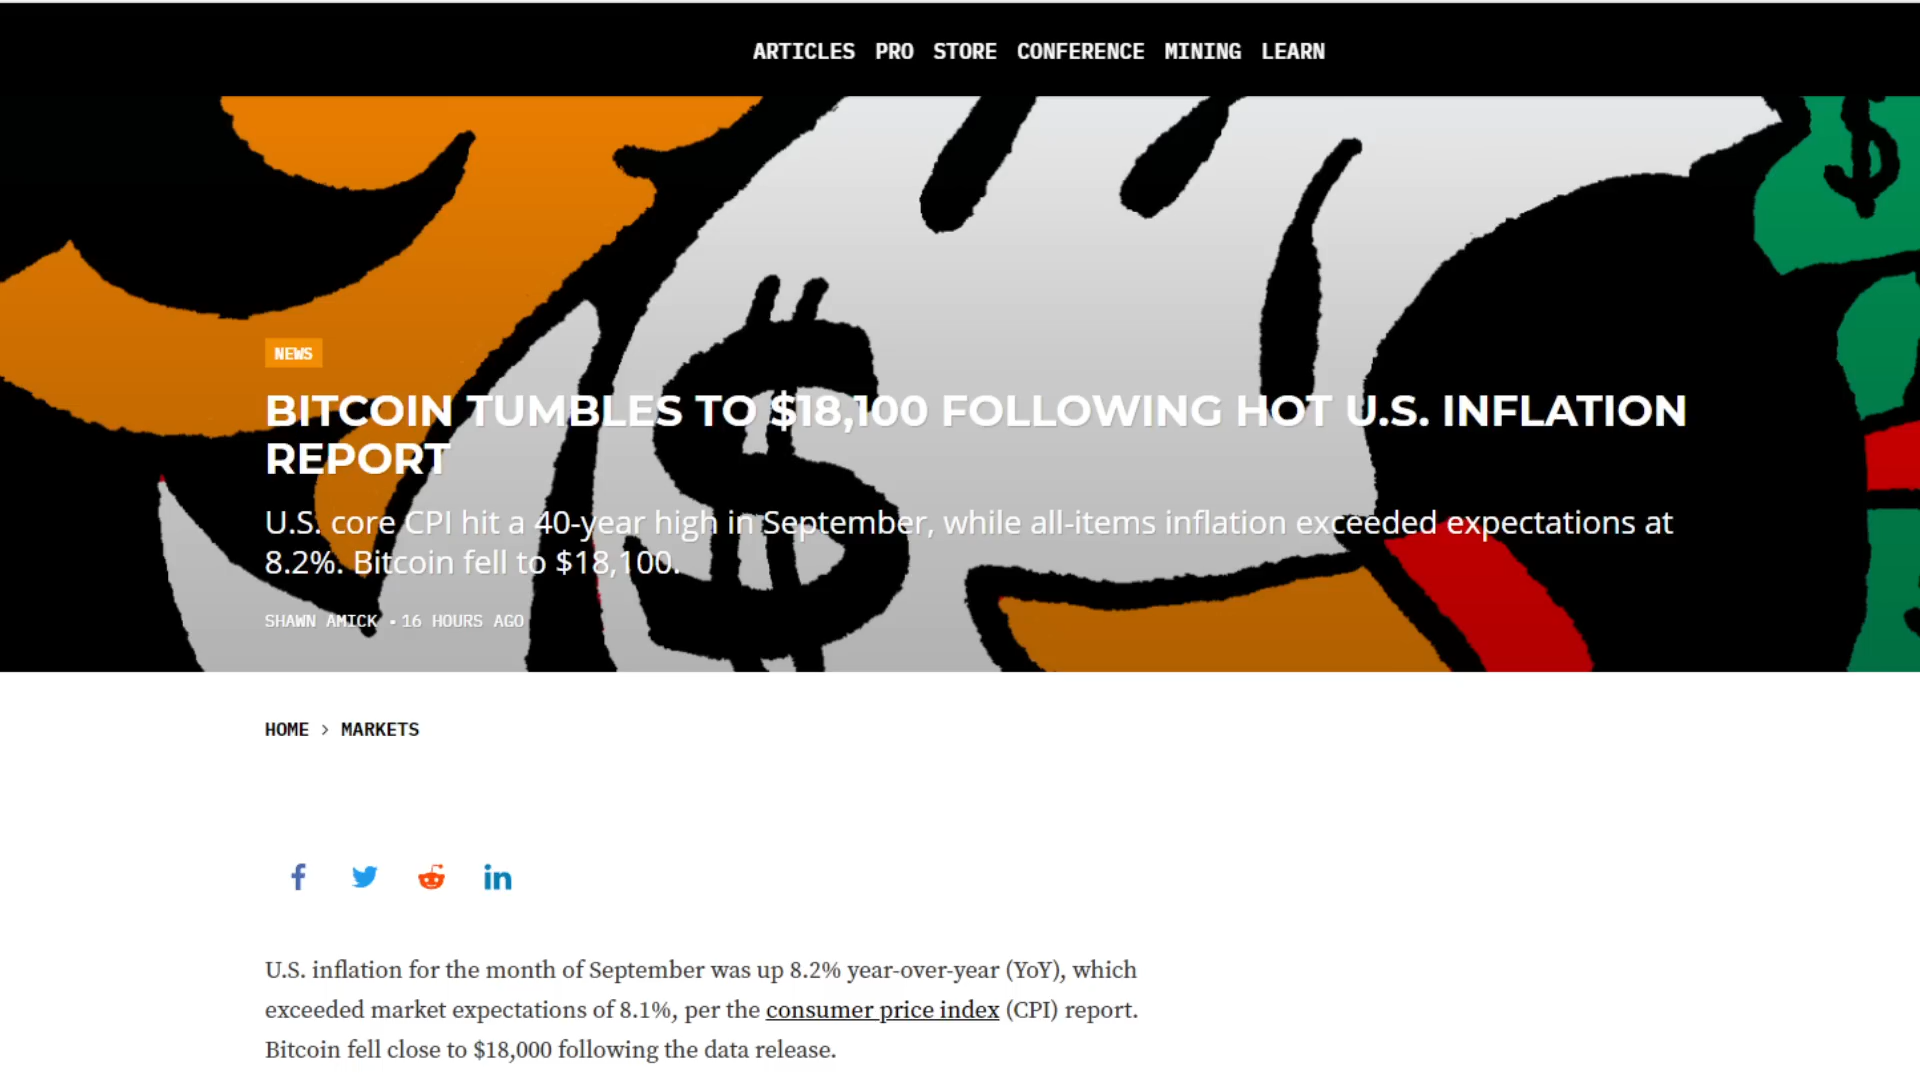 ARTICLES PRO STORE CONFERENCE MINING LEARN
NEWS
BITCOIN TUMBLES TO $18,100 FOLLOWING HOT U.S. INFLATION
REPORT
U.S. core CPI hit a 40-year high in September, while all-items inflation exceeded expectations at
8.2%. Bitcoin fell to $18,100.
SHAWN AMICK • 16 HOURS AGO
HOME > MARKETS
U.S. inflation for the month of September was up 8.2% year-over-year (YoY), which
exceeded market expectations of 8.1%, per the consumer price index (CPI) report.
Bitcoin fell close to $18,000 following the data release.